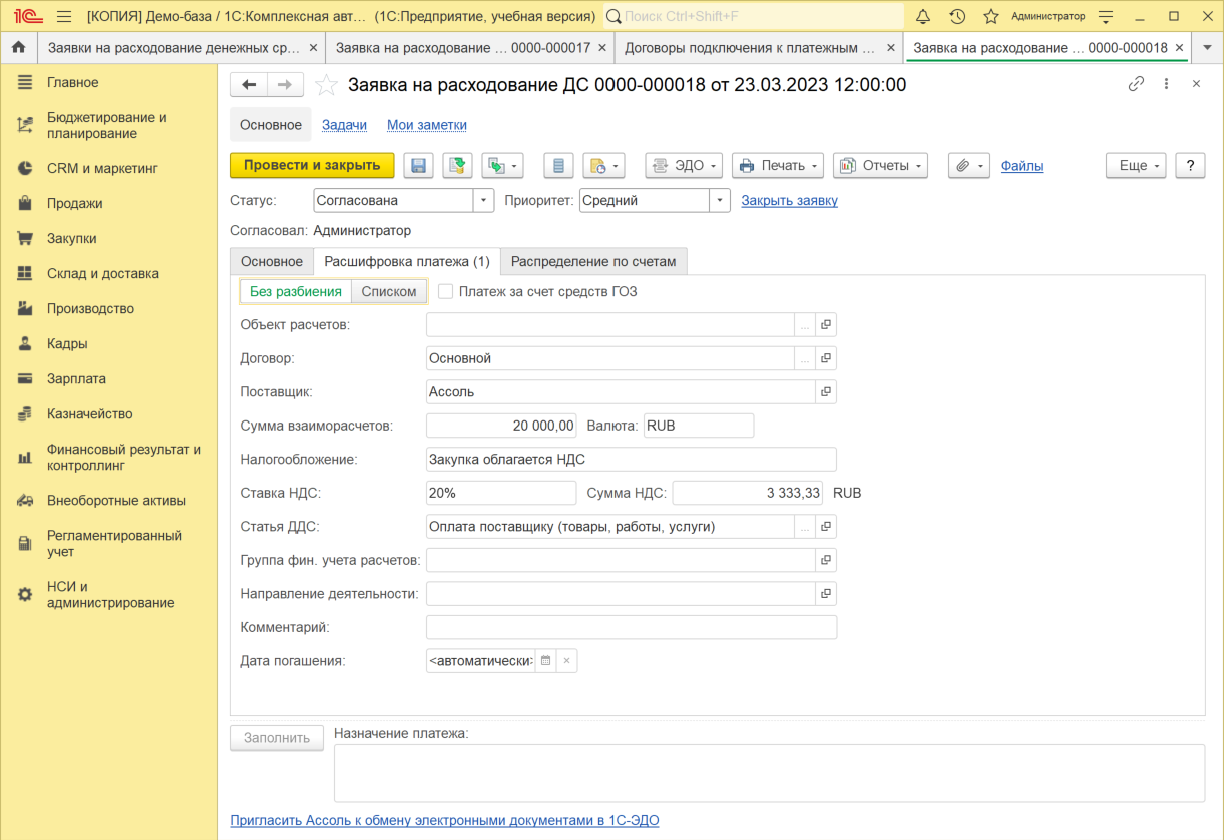 1С [КОПИЯ] Демо-база / 1С:Комплексная авт... (1С:Предприятие, учебная версия) Поиск Ctrl+Shift+F Администратор
Заявки на расходование денежных ср... × Заявка на расходование ... 0000-000017 × Договоры подключения к платежным ... × Заявка на расходование ... 0000-000018 ×
Главное
Бюджетирование и
планирование
CRM и маркетинг
Продажи
Закупки
Склад и доставка
Производство
Кадры
Зарплата
Казначейство
Финансовый результат и
контроллинг
Внеоборотные активы
Регламентированный
учет
НСИ и
администрирование
Заявка на расходование ДС 0000-000018 от 23.03.2023 12:00:00
Основное Задачи Мои заметки
Провести и закрыть ЭДО Печать Отчеты Файлы Еще ?
Статус: Согласована Приоритет: Средний Закрыть заявку
Согласовал: Администратор
Основное Расшифровка платежа (1) Распределение по счетам
Без разбиения Списком Платеж за счет средств ГОЗ
Объект расчетов: ...
Договор: Основной ...
Поставщик: Ассоль
Сумма взаиморасчетов: 20 000,00 Валюта: RUB
Налогообложение: Закупка облагается НДС
Ставка НДС: 20% Сумма НДС: 3 333,33 RUB
Статья ДДС: Оплата поставщику (товары, работы, услуги) ...
Группа фин. учета расчетов:
Направление деятельности:
Комментарий:
Дата погашения: <автоматически> ×
Заполнить Назначение платежа:
Пригласить Ассоль к обмену электронными документами в 1С-ЭДО